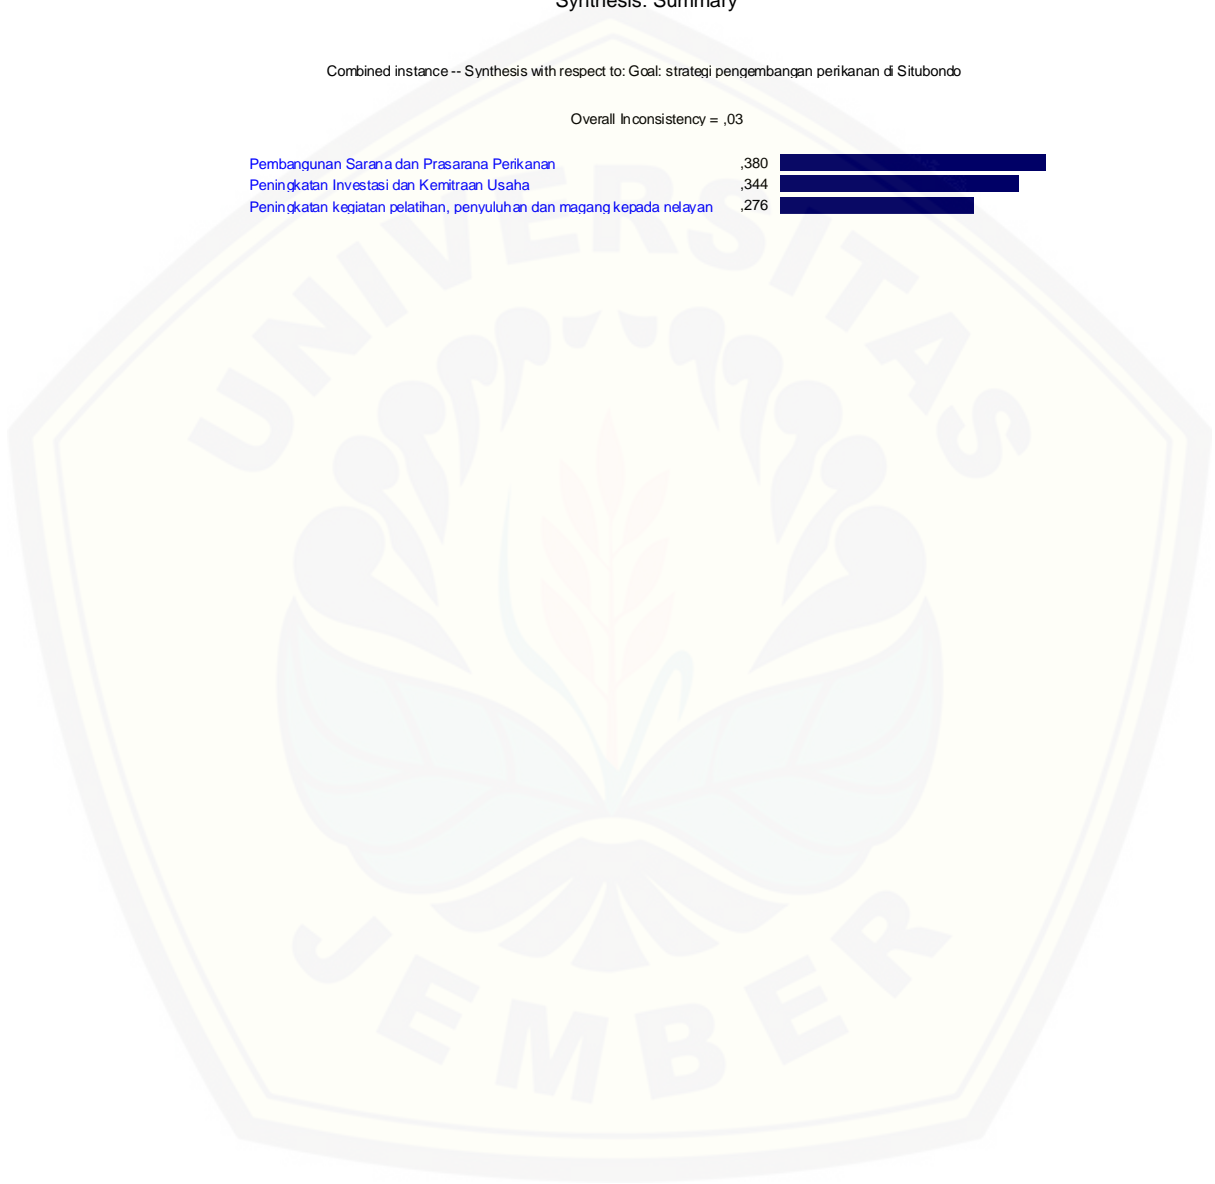 Synthesis: Summary
Combined instance -- Synthesis with respect to: Goal: strategi pengembangan perikanan di Situbondo
Overall Inconsistency = ,03
Pembangunan Sarana dan Prasarana Perikanan ,380
Peningkatan Investasi dan Kemitraan Usaha ,344
Peningkatan kegiatan pelatihan, penyuluhan dan magang kepada nelayan ,276
UNIVERSITAS
JEMBER